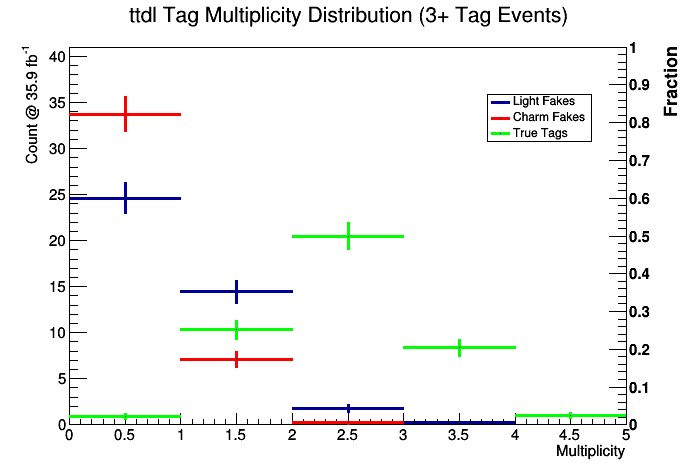 ttdl Tag Multiplicity Distribution (3+ Tag Events)
Count @ 35.9 fb⁻¹
40
35
30
25
20
15
10
5
0
Light Fakes
Charm Fakes
True Tags
Fraction
1
0.9
0.8
0.7
0.6
0.5
0.4
0.3
0.2
0.1
0
0 0.5 1 1.5 2 2.5 3 3.5 4 4.5 5
Multiplicity